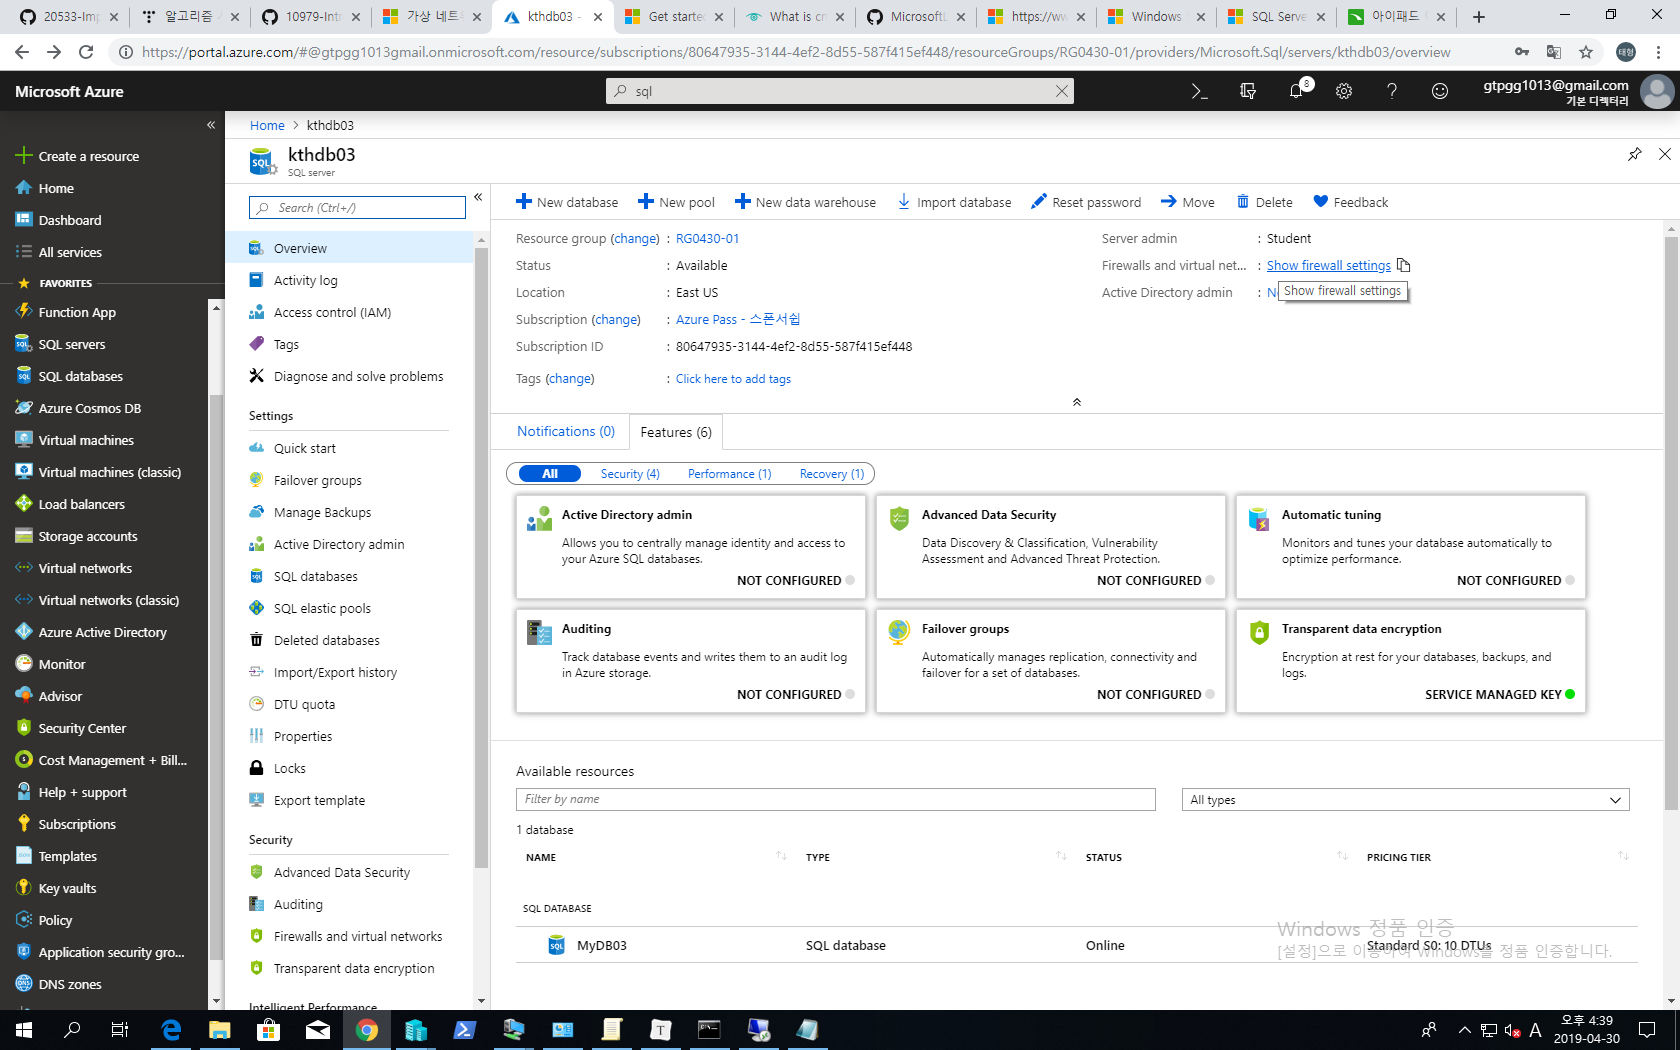 20533-Imp
알고리즘
10979-Intr
가상 네트
kthdb03 -
Get started
What is cr
MicrosoftL
https://ww
Windows
SQL Serve
아이패드
https://portal.azure.com/#@gtpgg1013gmail.onmicrosoft.com/resource/subscriptions/80647935-3144-4ef2-8d55-587f415ef448/resourceGroups/RG0430-01/providers/Microsoft.Sql/servers/kthdb03/overview
태형
Microsoft Azure
sql
8
gtpgg1013@gmail.com
기본 디렉터리
Home > kthdb03
kthdb03
SQL server
Create a resource
Home
Dashboard
All services
FAVORITES
Function App
SQL servers
SQL databases
Azure Cosmos DB
Virtual machines
Virtual machines (classic)
Load balancers
Storage accounts
Virtual networks
Virtual networks (classic)
Azure Active Directory
Monitor
Advisor
Security Center
Cost Management + Bill...
Help + support
Subscriptions
Templates
Key vaults
Policy
Application security gro...
DNS zones
Search (Ctrl+/)
Overview
Activity log
Access control (IAM)
Tags
Diagnose and solve problems
Settings
Quick start
Failover groups
Manage Backups
Active Directory admin
SQL databases
SQL elastic pools
Deleted databases
Import/Export history
DTU quota
Properties
Locks
Export template
Security
Advanced Data Security
Auditing
Firewalls and virtual networks
Transparent data encryption
Intelligent Performance
New database
New pool
New data warehouse
Import database
Reset password
Move
Delete
Feedback
Resource group (change) : RG0430-01
Status : Available
Location : East US
Subscription (change) : Azure Pass - 스폰서쉽
Subscription ID : 80647935-3144-4ef2-8d55-587f415ef448
Tags (change) : Click here to add tags
Server admin : Student
Firewalls and virtual net... : Show firewall settings
Active Directory admin : N
Show firewall settings
Notifications (0)
Features (6)
All
Security (4)
Performance (1)
Recovery (1)
Active Directory admin
Allows you to centrally manage identity and access to
your Azure SQL databases.
NOT CONFIGURED
Advanced Data Security
Data Discovery & Classification, Vulnerability
Assessment and Advanced Threat Protection.
NOT CONFIGURED
Automatic tuning
Monitors and tunes your database automatically to
optimize performance.
NOT CONFIGURED
Auditing
Track database events and writes them to an audit log
in Azure storage.
NOT CONFIGURED
Failover groups
Automatically manages replication, connectivity and
failover for a set of databases.
NOT CONFIGURED
Transparent data encryption
Encryption at rest for your databases, backups, and
logs.
SERVICE MANAGED KEY
Available resources
Filter by name
All types
1 database
NAME
TYPE
STATUS
PRICING TIER
SQL DATABASE
MyDB03
SQL database
Online
Standard S0: 10 DTUs
Windows 정품 인증
[설정]으로 이동하여 Windows를 정품 인증합니다.
A
오후 4:39
2019-04-30